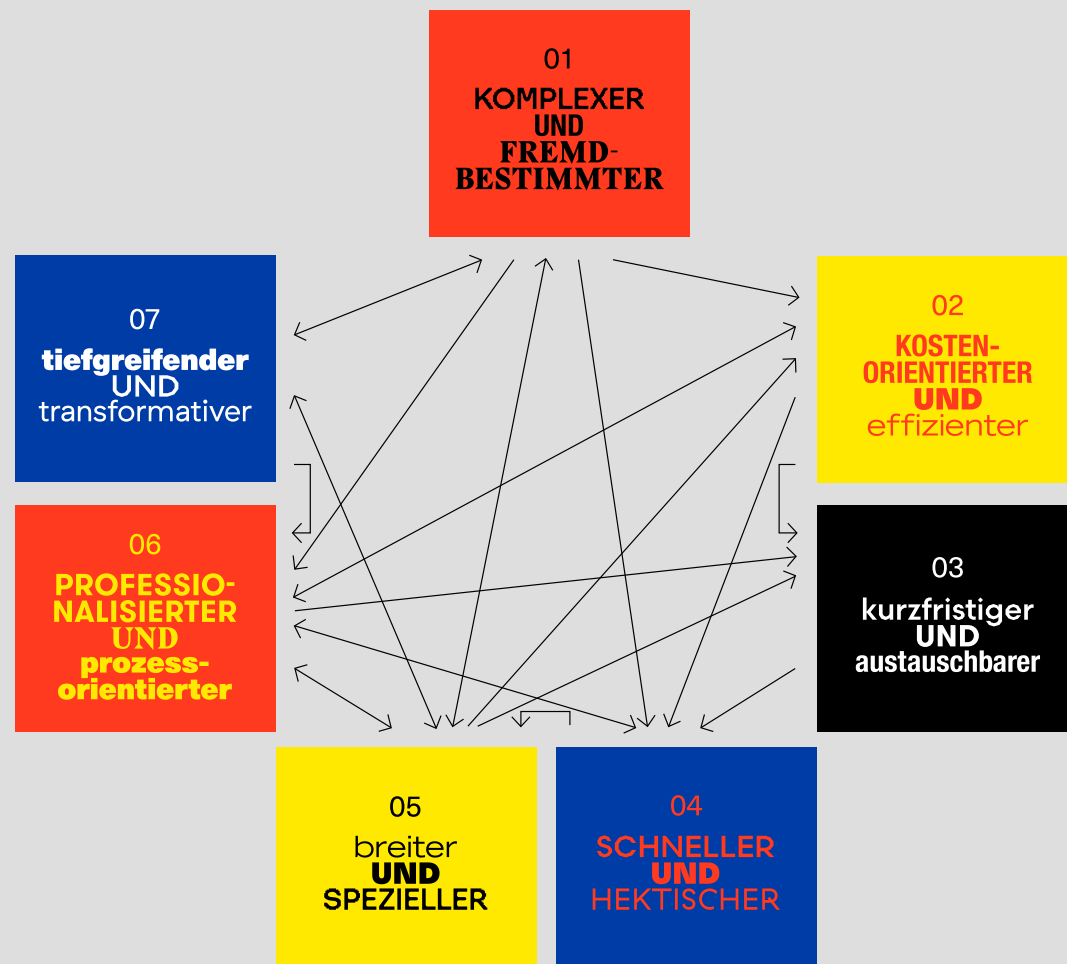 01
KOMPLEXER
UND
FREMD-
BESTIMMTER
02
KOSTEN-
ORIENTIERTER
UND
effizienter
03
kurzfristiger
UND
austauschbarer
04
SCHNELLER
UND
HEKTISCHER
05
breiter
UND
SPEZIELLER
06
PROFESSIO-
NALISIERTER
UND
prozess-
orientierter
07
tiefgreifender
UND
transformativer